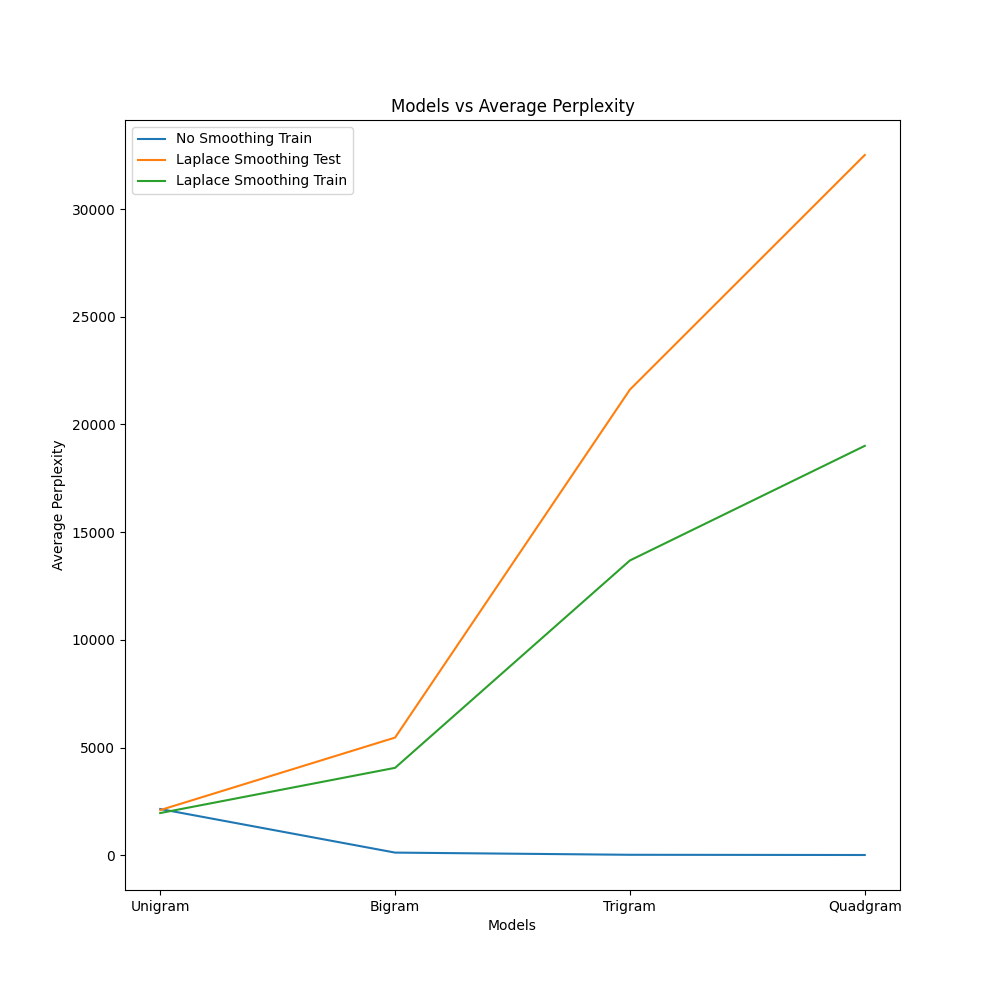 Models vs Average Perplexity
No Smoothing Train
Laplace Smoothing Test
Laplace Smoothing Train
30000
25000
20000
15000
10000
5000
0
Average Perplexity
Unigram Bigram Trigram Quadgram
Models